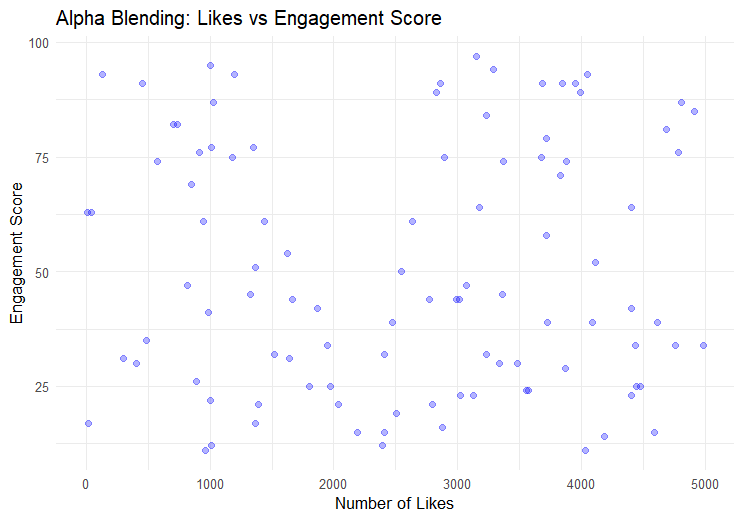 Alpha Blending: Likes vs Engagement Score
100
75
50
25
Engagement Score
0 1000 2000 3000 4000 5000
Number of Likes